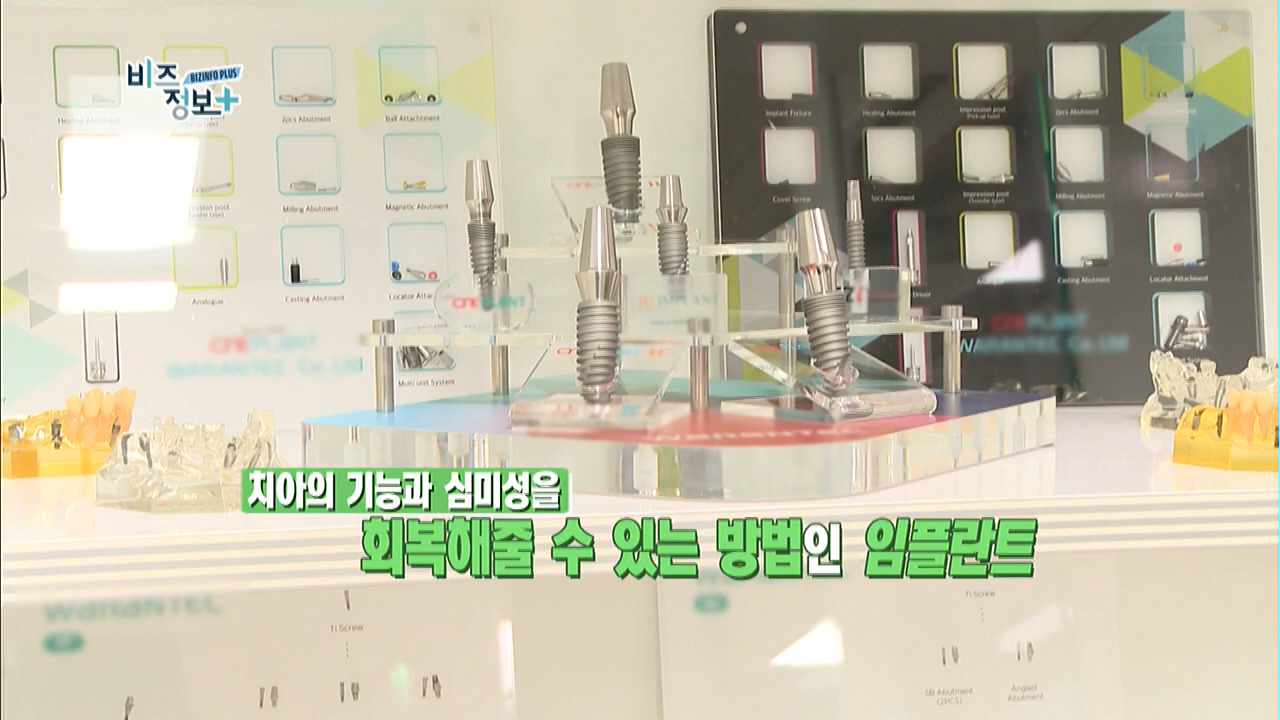 비즈
BIZINFO PLUS
정보+
2pcs Abutment
Ball Attachment
Milling Abutment
Magnetic Abutment
Analogue
Casting Abutment
Multi unit System
Implant Fixture
Healing Abutment
Impression post
2pcs Abutment
Cover Screw
1pcs Abutment
Impression post
Milling Abutment
Magnetic Abutment
Driver
Casting Abutment
Locator Attachment
ONEPLANT
WARANTEC Co.Ltd
치아의 기능과 심미성을
회복해줄 수 있는 방법인 임플란트
WARANTEC
Ti Screw
Ti Screw
SB Abutment
(2PCS)
Angled
Abutment